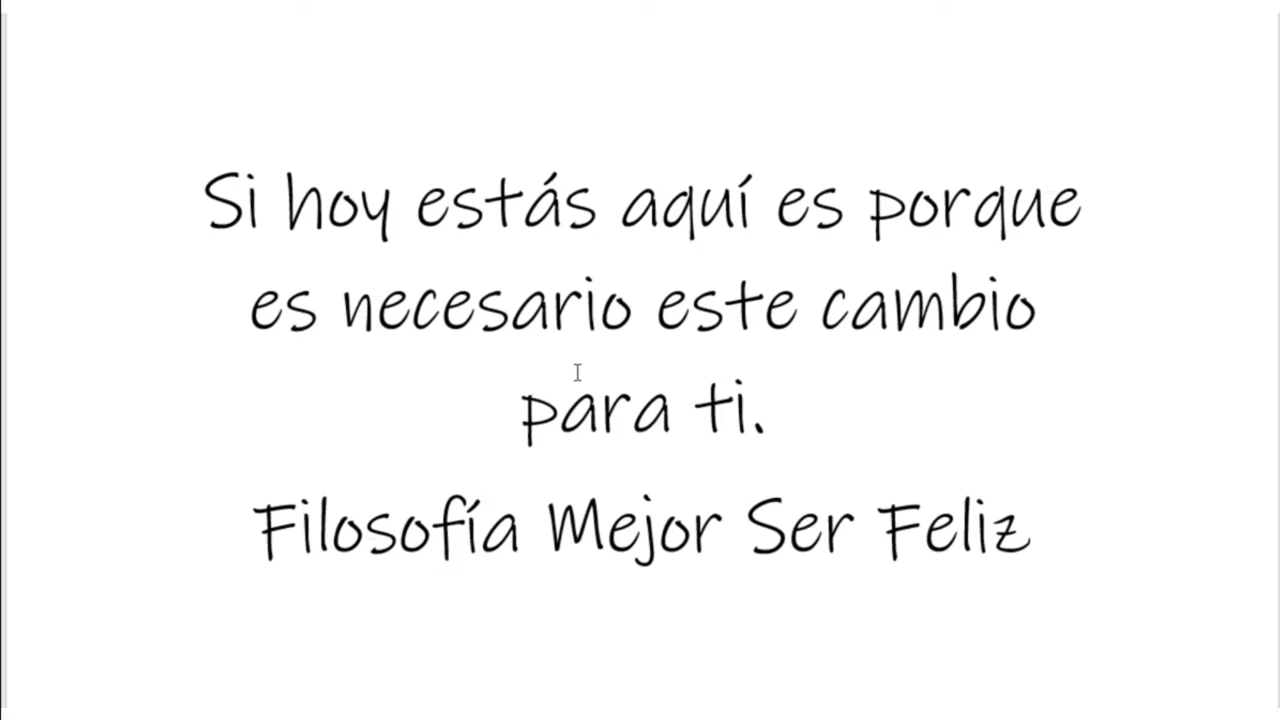 Si hoy estás aquí es porque
es necesario este cambio
para ti.
Filosofía Mejor Ser Feliz